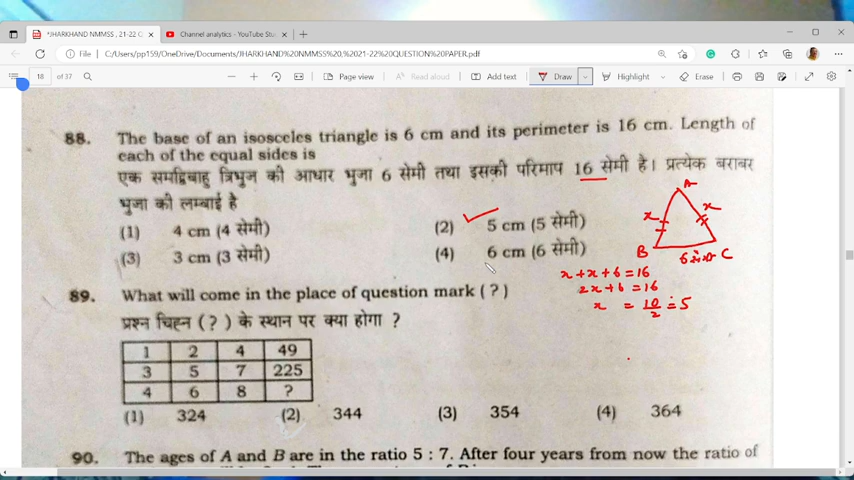 *JHARKHAND NMMSS , 21-22 Q
Channel analytics - YouTube Stu
File C:/Users/pp159/OneDrive/Documents/JHARKHAND%20NMMSS%20,%2021-22%20QUESTION%20PAPER.pdf
18 of 37 Page view Read aloud Add text Draw Highlight Erase
88. The base of an isosceles triangle is 6 cm and its perimeter is 16 cm. Length of
each of the equal sides is
एक समद्विबाहु त्रिभुज की आधार भुजा 6 सेमी तथा इसकी परिमाप 16 सेमी है। प्रत्येक बराबर
भुजा की लम्बाई है
(1) 4 cm (4 सेमी) (2) 5 cm (5 सेमी)
(3) 3 cm (3 सेमी) (4) 6 cm (6 सेमी)
A
x x
B C
x + x + 6 = 16
2x + 6 = 16
x = 10/2 = 5
89. What will come in the place of question mark (?)
प्रश्न चिह्न (?) के स्थान पर क्या होगा ?
1 2 4 49
3 5 7 225
4 6 8 ?
(1) 324 (2) 344 (3) 354 (4) 364
90. The ages of A and B are in the ratio 5 : 7. After four years from now the ratio of